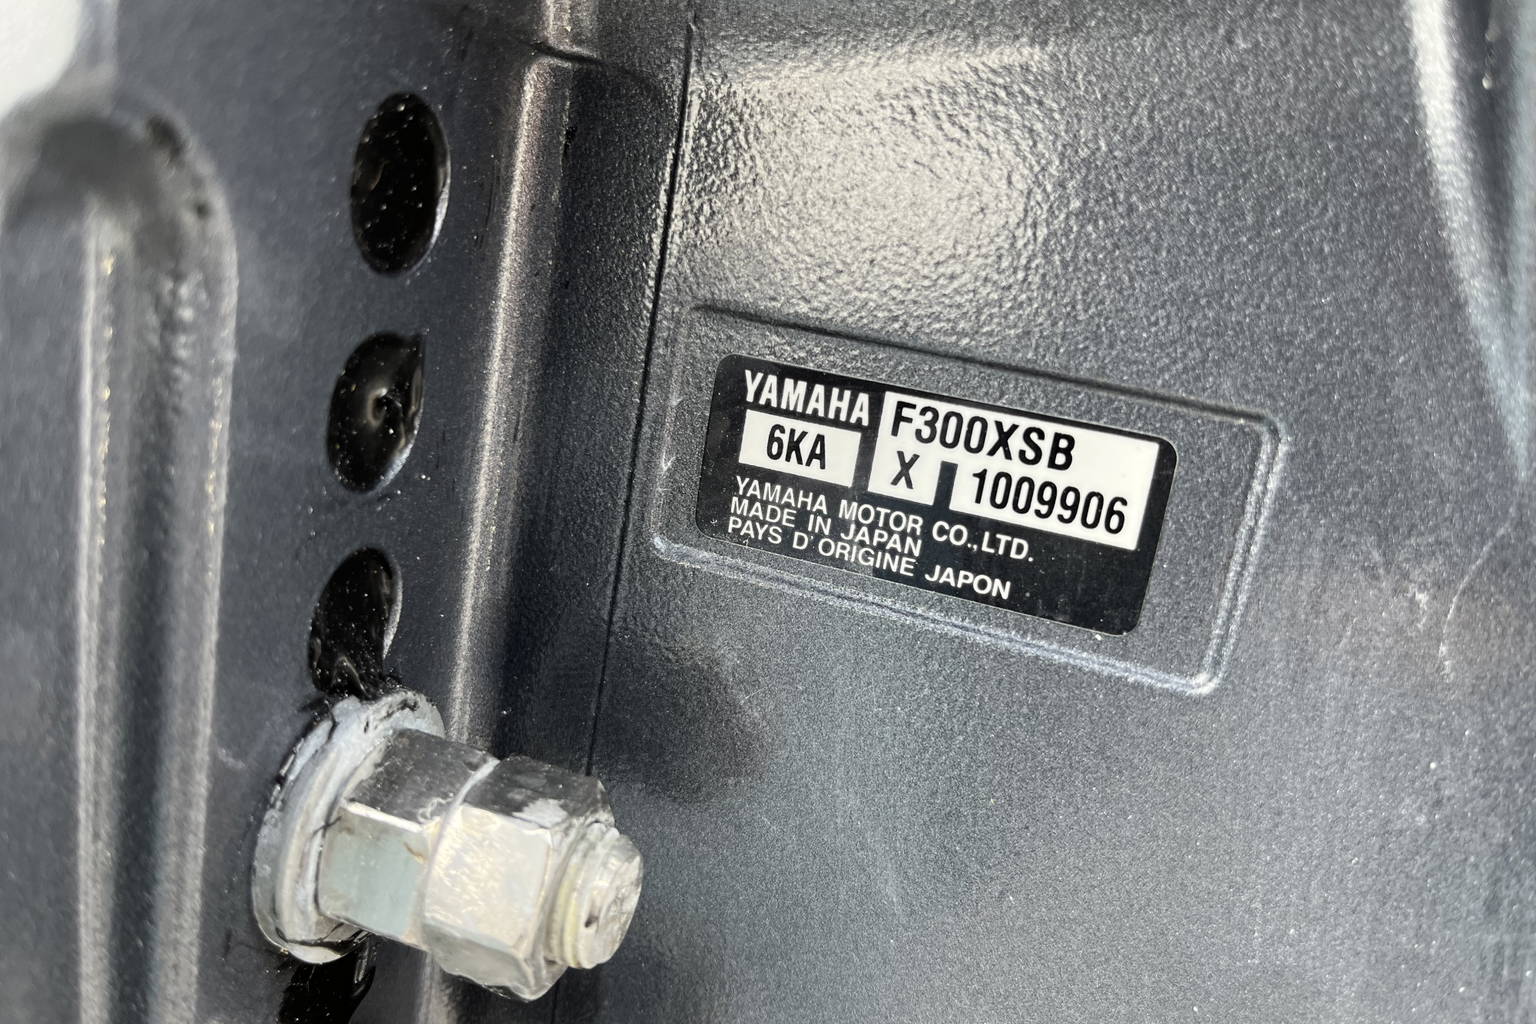 YAMAHA F300XSB
6KA X 1009906
YAMAHA MOTOR CO.,LTD.
MADE IN JAPAN
PAYS D'ORIGINE JAPON